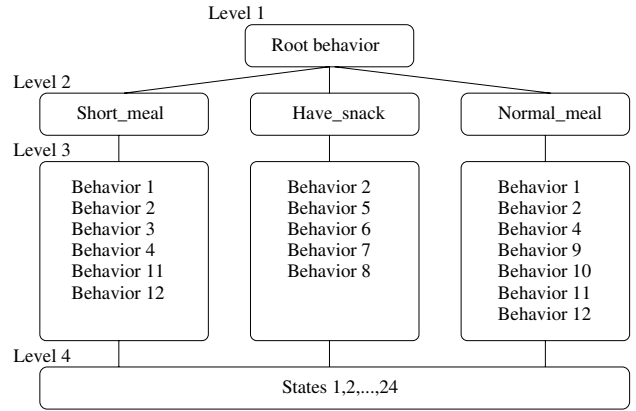 Level 1
Root behavior
Level 2
Short_meal
Have_snack
Normal_meal
Level 3
Behavior 1
Behavior 2
Behavior 3
Behavior 4
Behavior 11
Behavior 12
Behavior 2
Behavior 5
Behavior 6
Behavior 7
Behavior 8
Behavior 1
Behavior 2
Behavior 4
Behavior 9
Behavior 10
Behavior 11
Behavior 12
Level 4
States 1,2,...,24